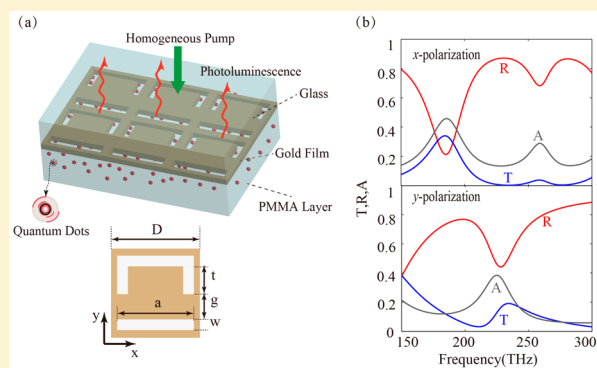 (a)
Homogeneous Pump
Photoluminescence
Glass
Gold Film
PMMA Layer
Quantum Dots
D
t
a
g
w
y
x
(b)
T,R,A
1
x-polarization
R
0.8
0.6
0.4
A
0.2
T
0
1
y-polarization
R
0.8
0.6
0.4
A
0.2
T
0
150 200 250 300
Frequency(THz)